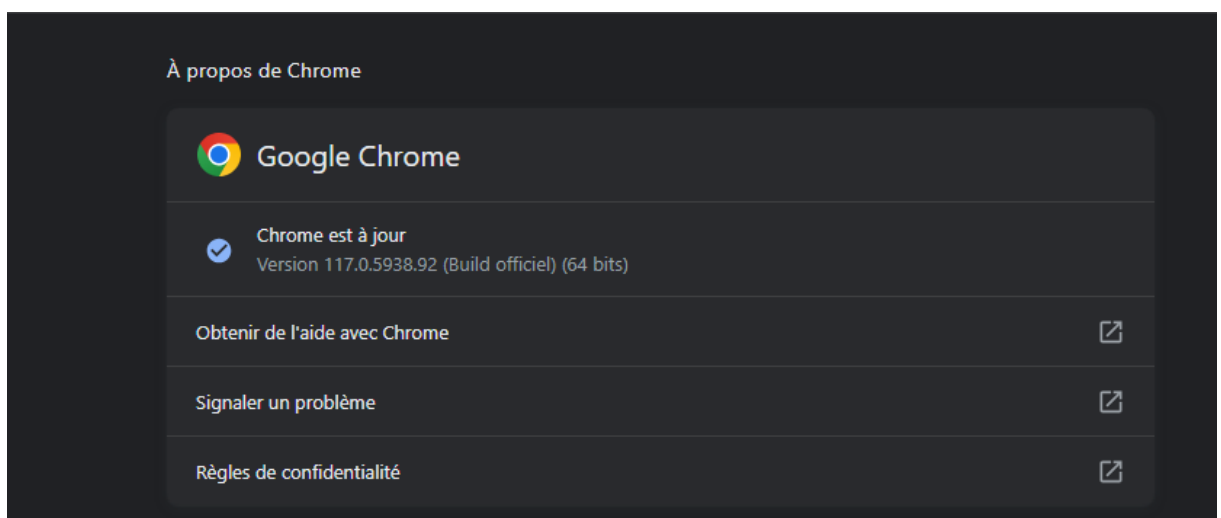 À propos de Chrome
Google Chrome
Chrome est à jour
Version 117.0.5938.92 (Build officiel) (64 bits)
Obtenir de l'aide avec Chrome
Signaler un problème
Règles de confidentialité